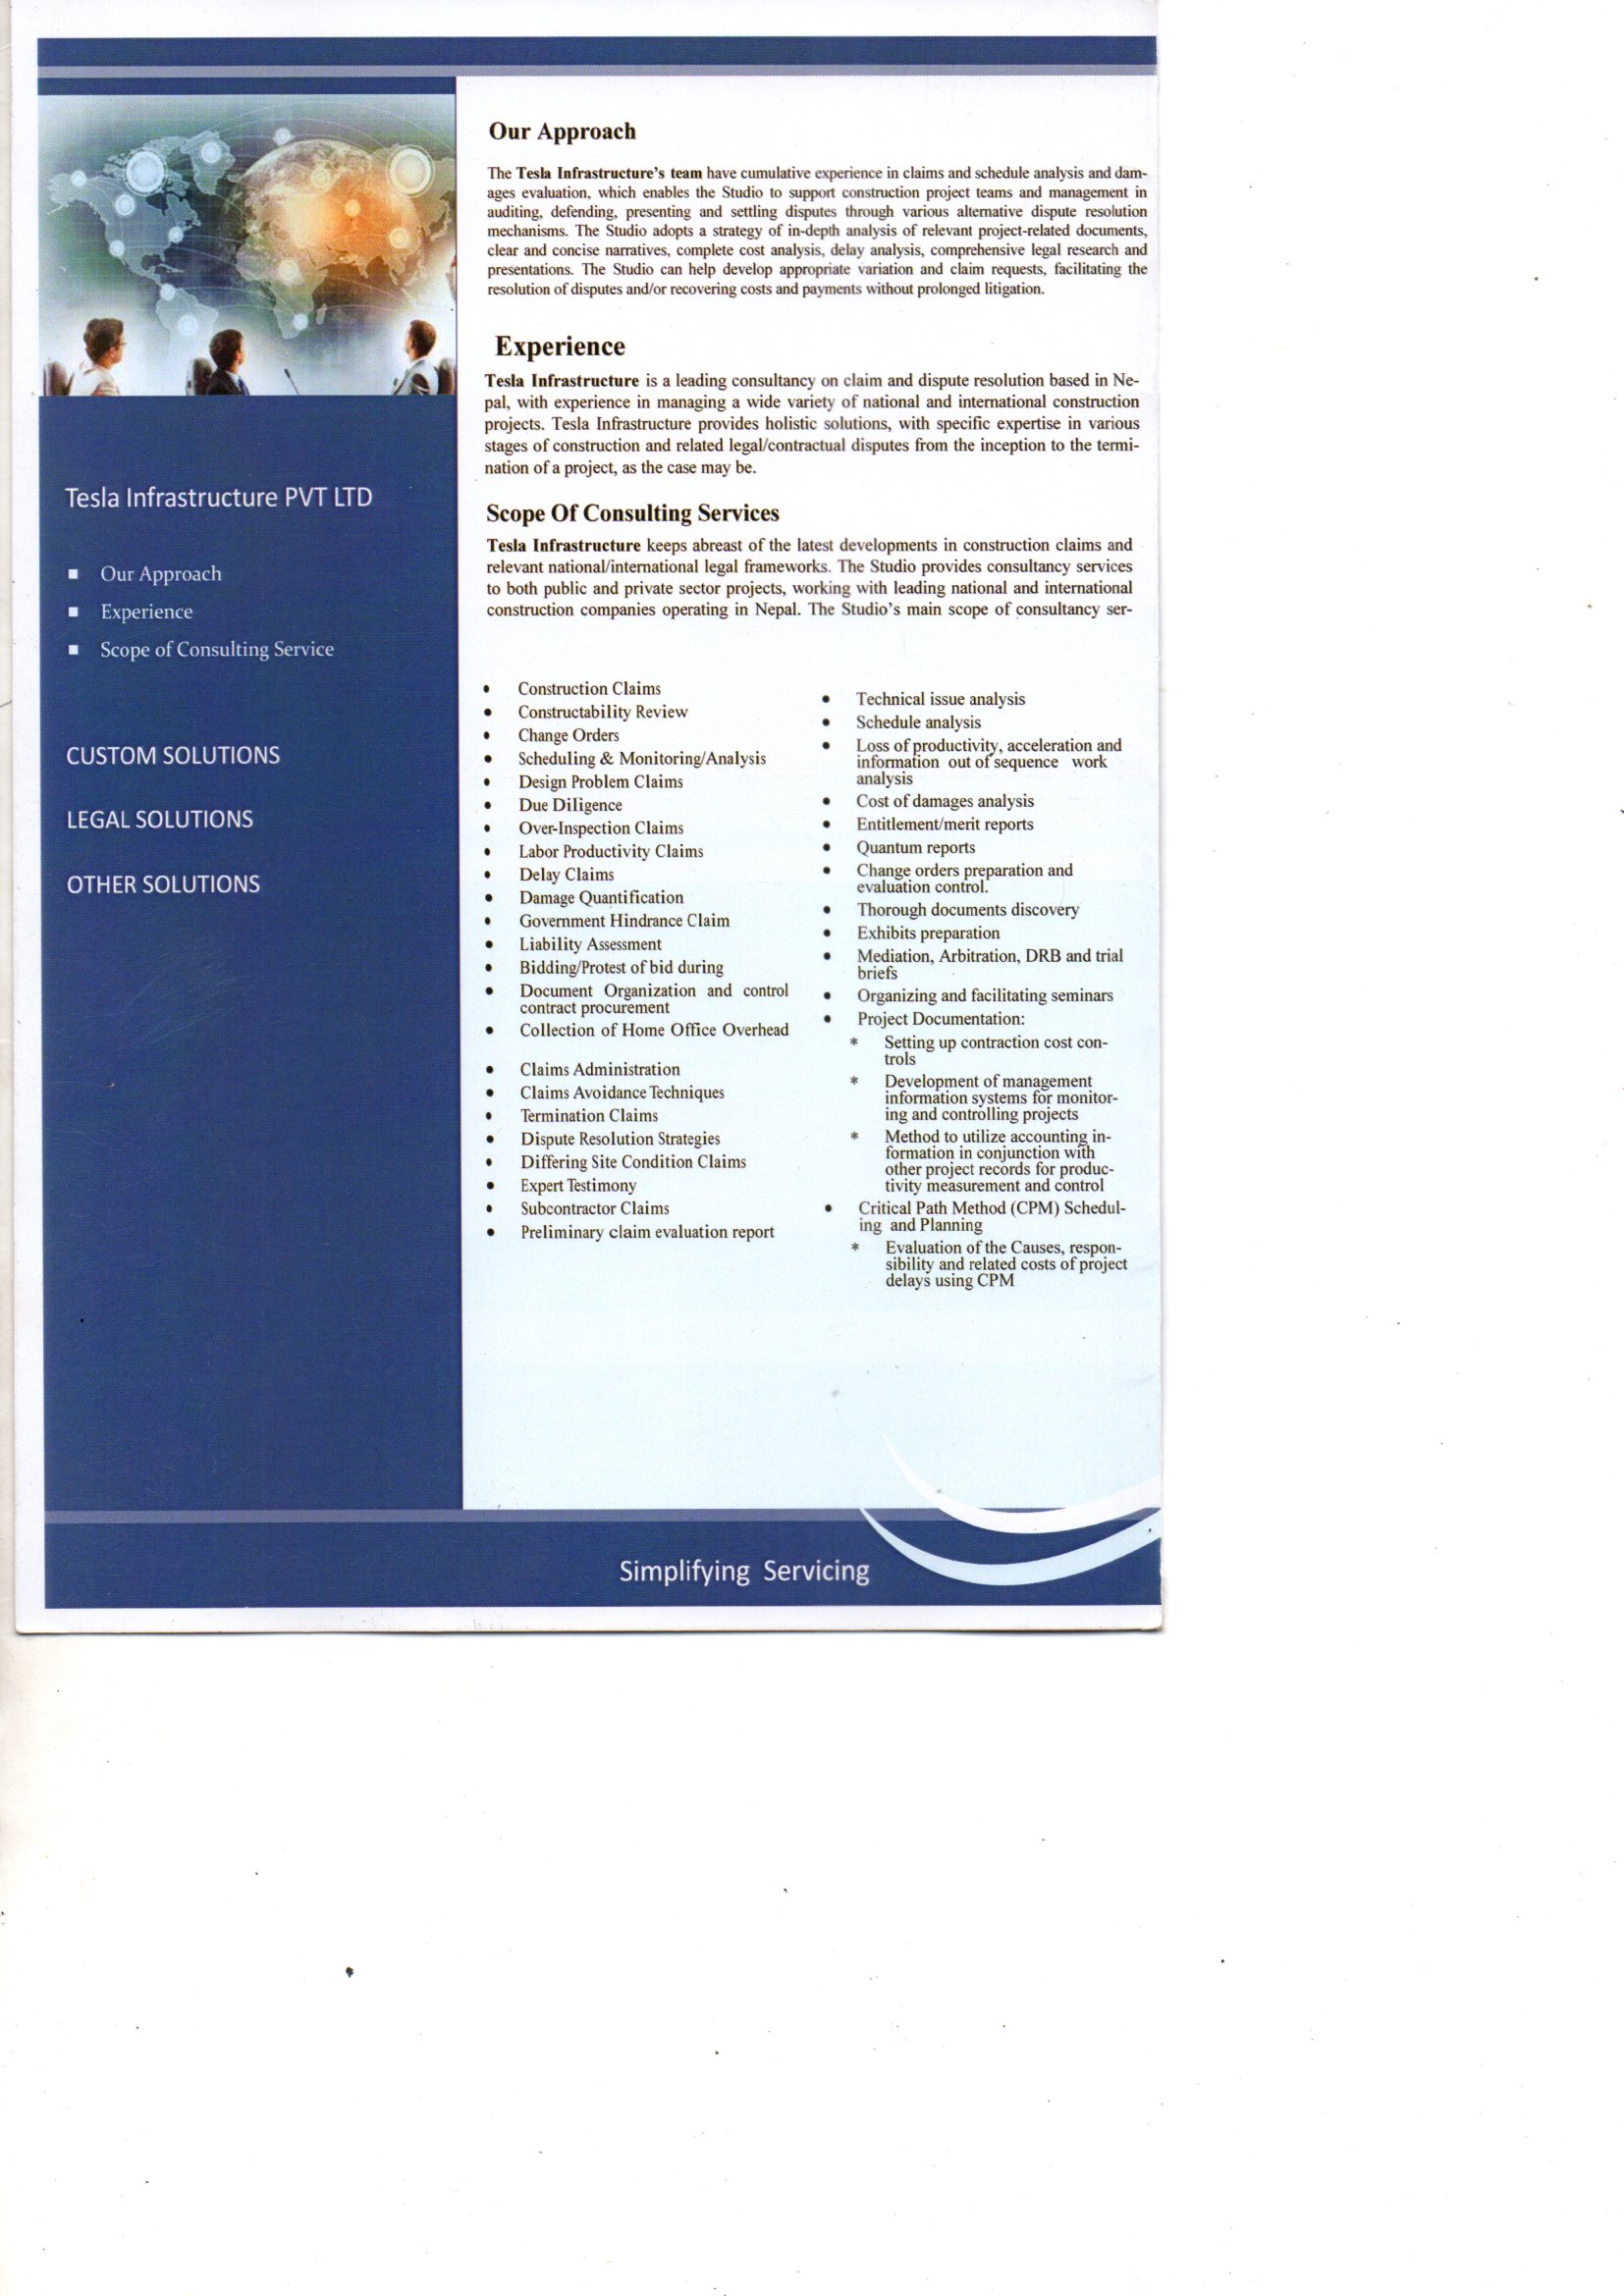 Tesla Infrastructure PVT LTD
Our Approach
Experience
Scope of Consulting Service
CUSTOM SOLUTIONS
LEGAL SOLUTIONS
OTHER SOLUTIONS
Our Approach
The Tesla Infrastructure's team have cumulative experience in claims and schedule analysis and dam-
ages evaluation, which enables the Studio to support construction project teams and management in
auditing, defending, presenting and settling disputes through various alternative dispute resolution
mechanisms. The Studio adopts a strategy of in-depth analysis of relevant project-related documents,
clear and concise narratives, complete cost analysis, delay analysis, comprehensive legal research and
presentations. The Studio can help develop appropriate variation and claim requests, facilitating the
resolution of disputes and/or recovering costs and payments without prolonged litigation.
Experience
Tesla Infrastructure is a leading consultancy on claim and dispute resolution based in Ne-
pal, with experience in managing a wide variety of national and international construction
projects. Tesla Infrastructure provides holistic solutions, with specific expertise in various
stages of construction and related legal/contractual disputes from the inception to the termi-
nation of a project, as the case may be.
Scope Of Consulting Services
Tesla Infrastructure keeps abreast of the latest developments in construction claims and
relevant national/international legal frameworks. The Studio provides consultancy services
to both public and private sector projects, working with leading national and international
construction companies operating in Nepal. The Studio's main scope of consultancy ser-
• Construction Claims
• Constructability Review
• Change Orders
• Scheduling & Monitoring/Analysis
• Design Problem Claims
• Due Diligence
• Over-Inspection Claims
• Labor Productivity Claims
• Delay Claims
• Damage Quantification
• Government Hindrance Claim
• Liability Assessment
• Bidding/Protest of bid during
• Document Organization and control
contract procurement
• Collection of Home Office Overhead
• Claims Administration
• Claims Avoidance Techniques
• Termination Claims
• Dispute Resolution Strategies
• Differing Site Condition Claims
• Expert Testimony
• Subcontractor Claims
• Preliminary claim evaluation report
• Technical issue analysis
• Schedule analysis
• Loss of productivity, acceleration and
information out of sequence work
analysis
• Cost of damages analysis
• Entitlement/merit reports
• Quantum reports
• Change orders preparation and
evaluation control.
• Thorough documents discovery
• Exhibits preparation
• Mediation, Arbitration, DRB and trial
briefs
• Organizing and facilitating seminars
• Project Documentation:
* Setting up contraction cost con-
trols
* Development of management
information systems for monitor-
ing and controlling projects
* Method to utilize accounting in-
formation in conjunction with
other project records for produc-
tivity measurement and control
• Critical Path Method (CPM) Schedul-
ing and Planning
* Evaluation of the Causes, respon-
sibility and related costs of project
delays using CPM
Simplifying Servicing